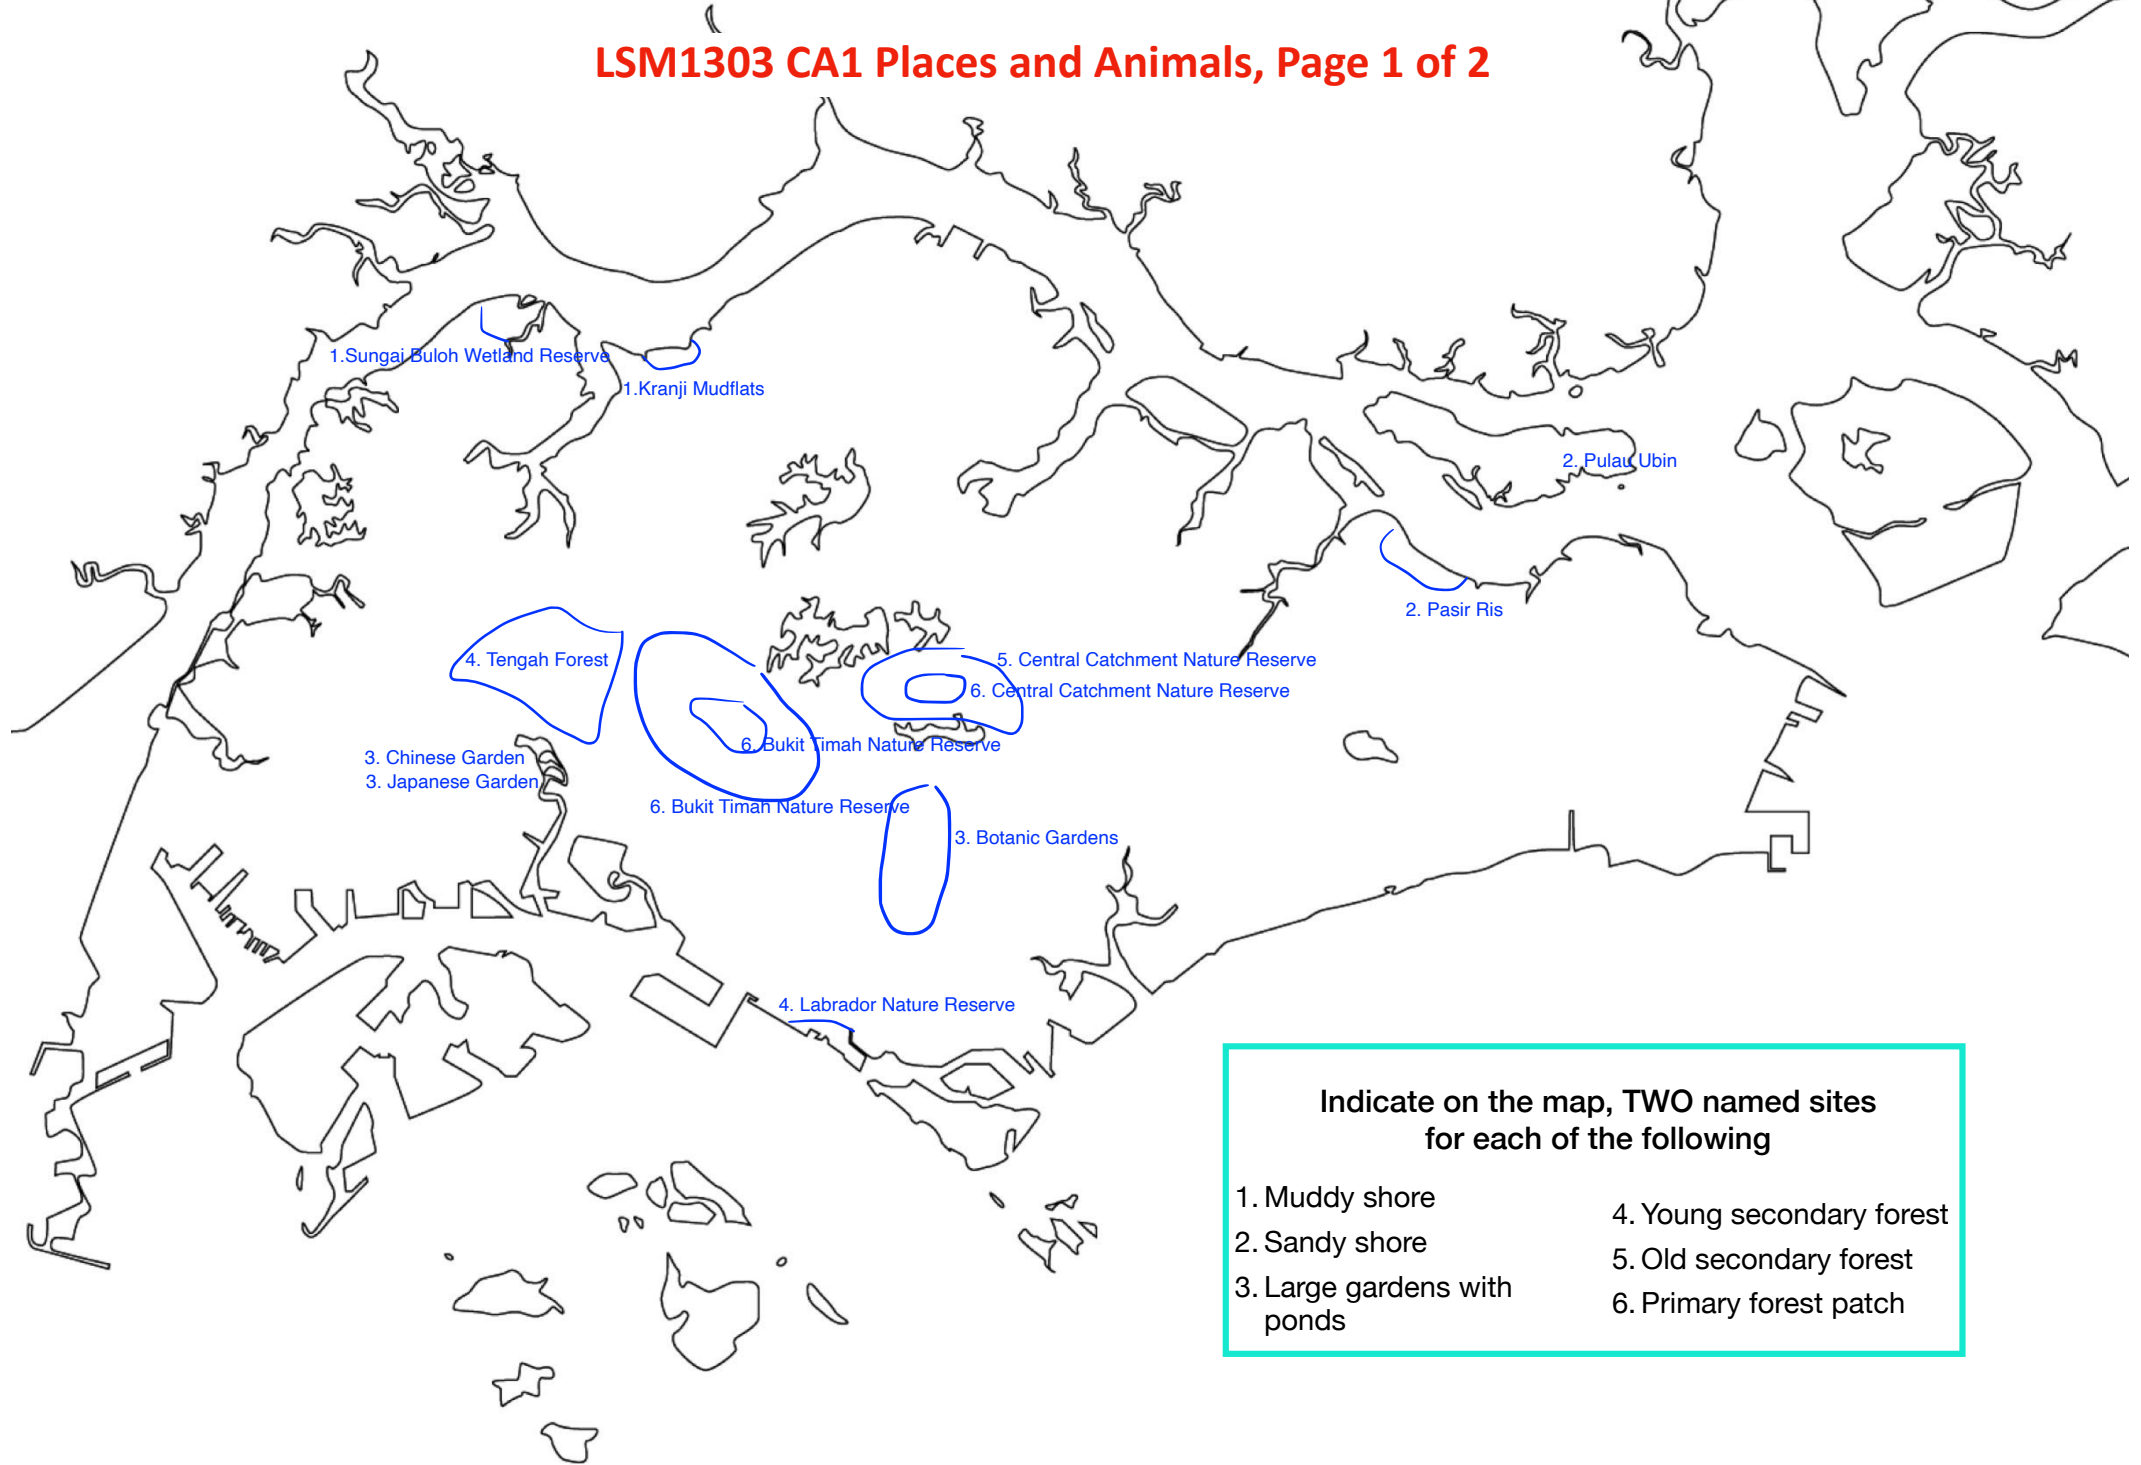 LSM1303 CA1 Places and Animals, Page 1 of 2
1.Sungai Buloh Wetland Reserve
1.Kranji Mudflats
2. Pulau Ubin
2. Pasir Ris
4. Tengah Forest
5. Central Catchment Nature Reserve
6. Central Catchment Nature Reserve
6. Bukit Timah Nature Reserve
3. Chinese Garden
3. Japanese Garden
6. Bukit Timah Nature Reserve
3. Botanic Gardens
4. Labrador Nature Reserve
Indicate on the map, TWO named sites
for each of the following
1. Muddy shore
2. Sandy shore
3. Large gardens with
ponds
4. Young secondary forest
5. Old secondary forest
6. Primary forest patch